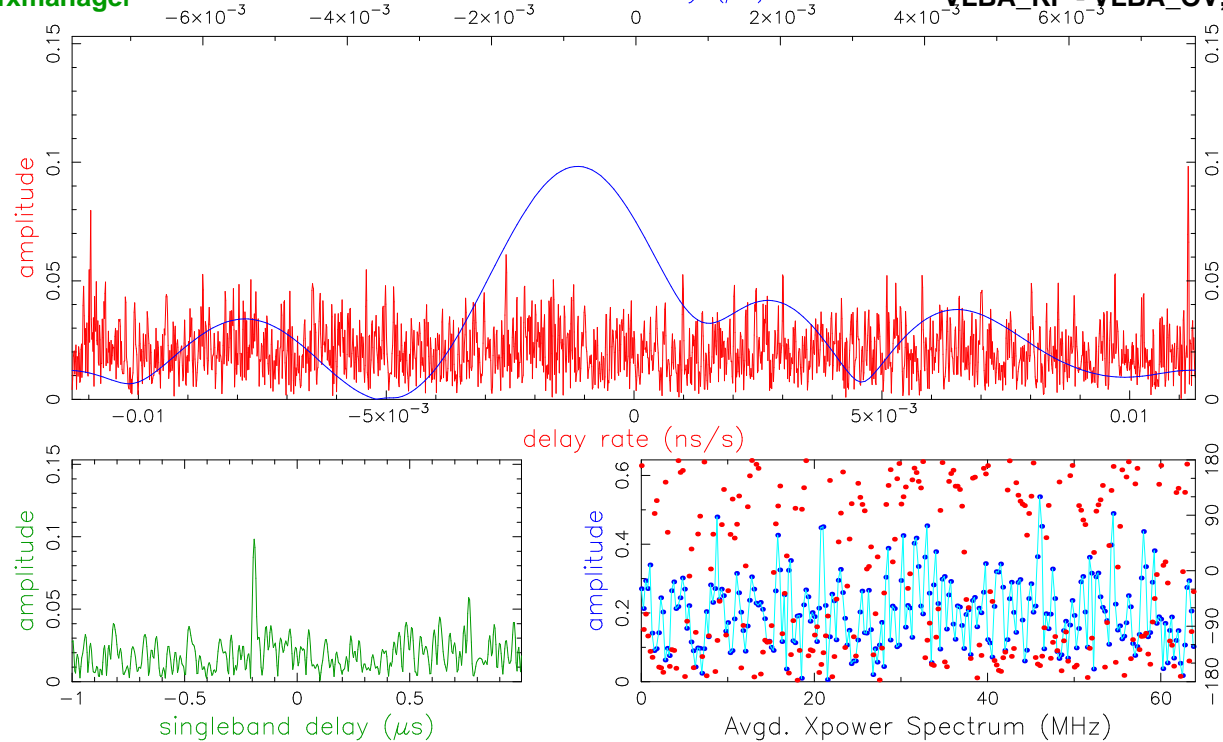 −6×10⁻³ −4×10⁻³ −2×10⁻³ 0 2×10⁻³ 4×10⁻³ 6×10⁻³
amplitude
0 0.05 0.1 0.15
0 0.05 0.1 0.15
−0.01 −5×10⁻³ 0 5×10⁻³ 0.01
delay rate (ns/s)
amplitude
0 0.05 0.1 0.15
−1 −0.5 0 0.5
singleband delay (μs)
amplitude
0 0.2 0.4 0.6
−180 −90 0 90 180
0 20 40 60
Avgd. Xpower Spectrum (MHz)